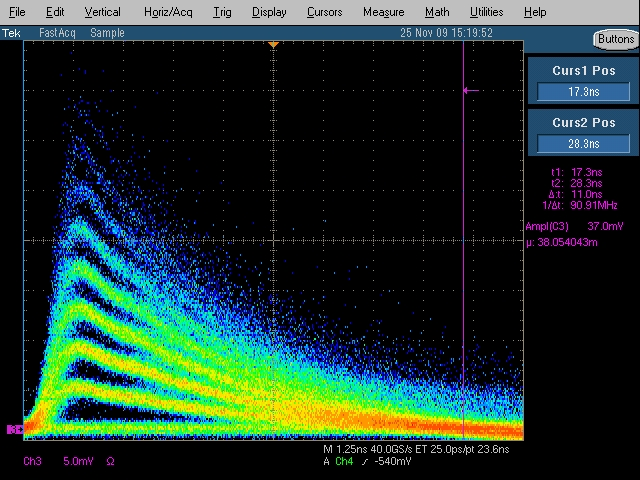 File Edit Vertical Horiz/Acq Trig Display Cursors Measure Math Utilities Help
Tek FastAcq Sample 25 Nov 09 15:19:52 Buttons
Curs1 Pos
17.3ns
Curs2 Pos
28.3ns
t1: 17.3ns
t2: 28.3ns
Δt: 11.0ns
1/Δt: 90.91MHz
Ampl(C3) 37.0mV
µ: 38.054043m
3
M 1.25ns 40.0GS/s ET 25.0ps/pt 23.6ns
Ch3 5.0mV Ω A Ch4 ∕ -540mV